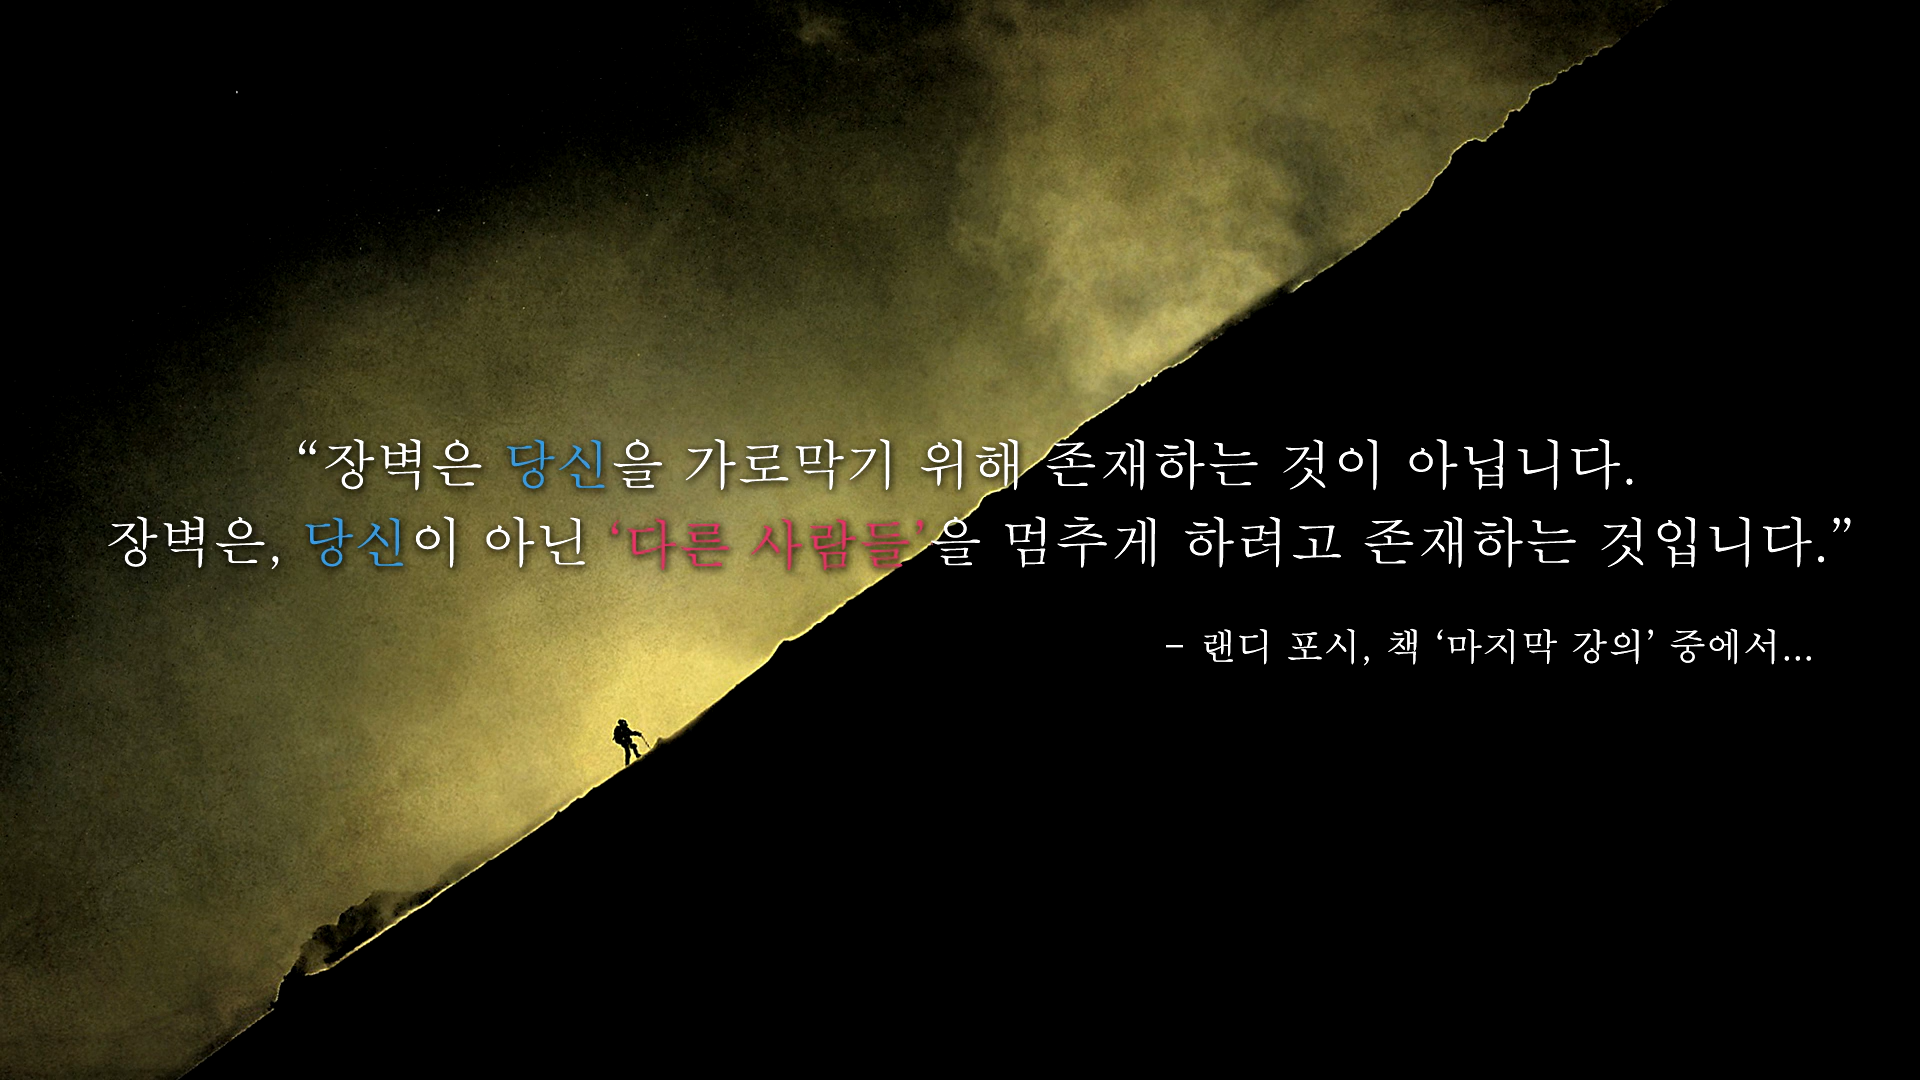 “장벽은 당신을 가로막기 위해 존재하는 것이 아닙니다.
장벽은, 당신이 아닌 ‘다른 사람들’을 멈추게 하려고 존재하는 것입니다.”
– 랜디 포시, 책 ‘마지막 강의’ 중에서...